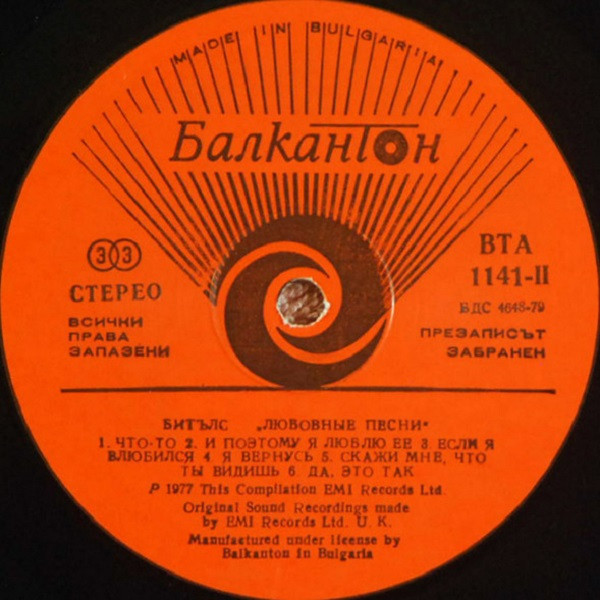 MADE IN BULGARIA
Балкантон
33
СТЕРЕО
ВСИЧКИ
ПРАВА
ЗАПАЗЕНИ
ВТА
1141-II
БДС 4648-79
ПРЕЗАПИСЪТ
ЗАБРАНЕН
БИТЪЛС „ЛЮБОВНЫЕ ПЕСНИ“
1. ЧТО-ТО 2. И ПОЭТОМУ Я ЛЮБЛЮ ЕЕ 3. ЕСЛИ Я
ВЛЮБИЛСЯ 4. Я ВЕРНУСЬ 5. СКАЖИ МНЕ, ЧТО
ТЫ ВИДИШЬ 6. ДА, ЭТО ТАК
P 1977 This Compilation EMI Records Ltd.
Original Sound Recordings made
by EMI Records Ltd. U. K.
Manufactured under license by
Balkanton in Bulgaria